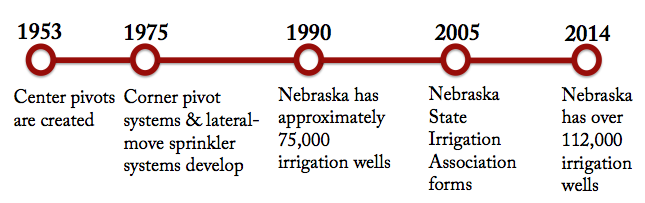 1953
Center pivots
are created
1975
Corner pivot
systems & lateral-
move sprinkler
systems develop
1990
Nebraska has
approximately
75,000
irrigation wells
2005
Nebraska
State
Irrigation
Association
forms
2014
Nebraska
has over
112,000
irrigation
wells